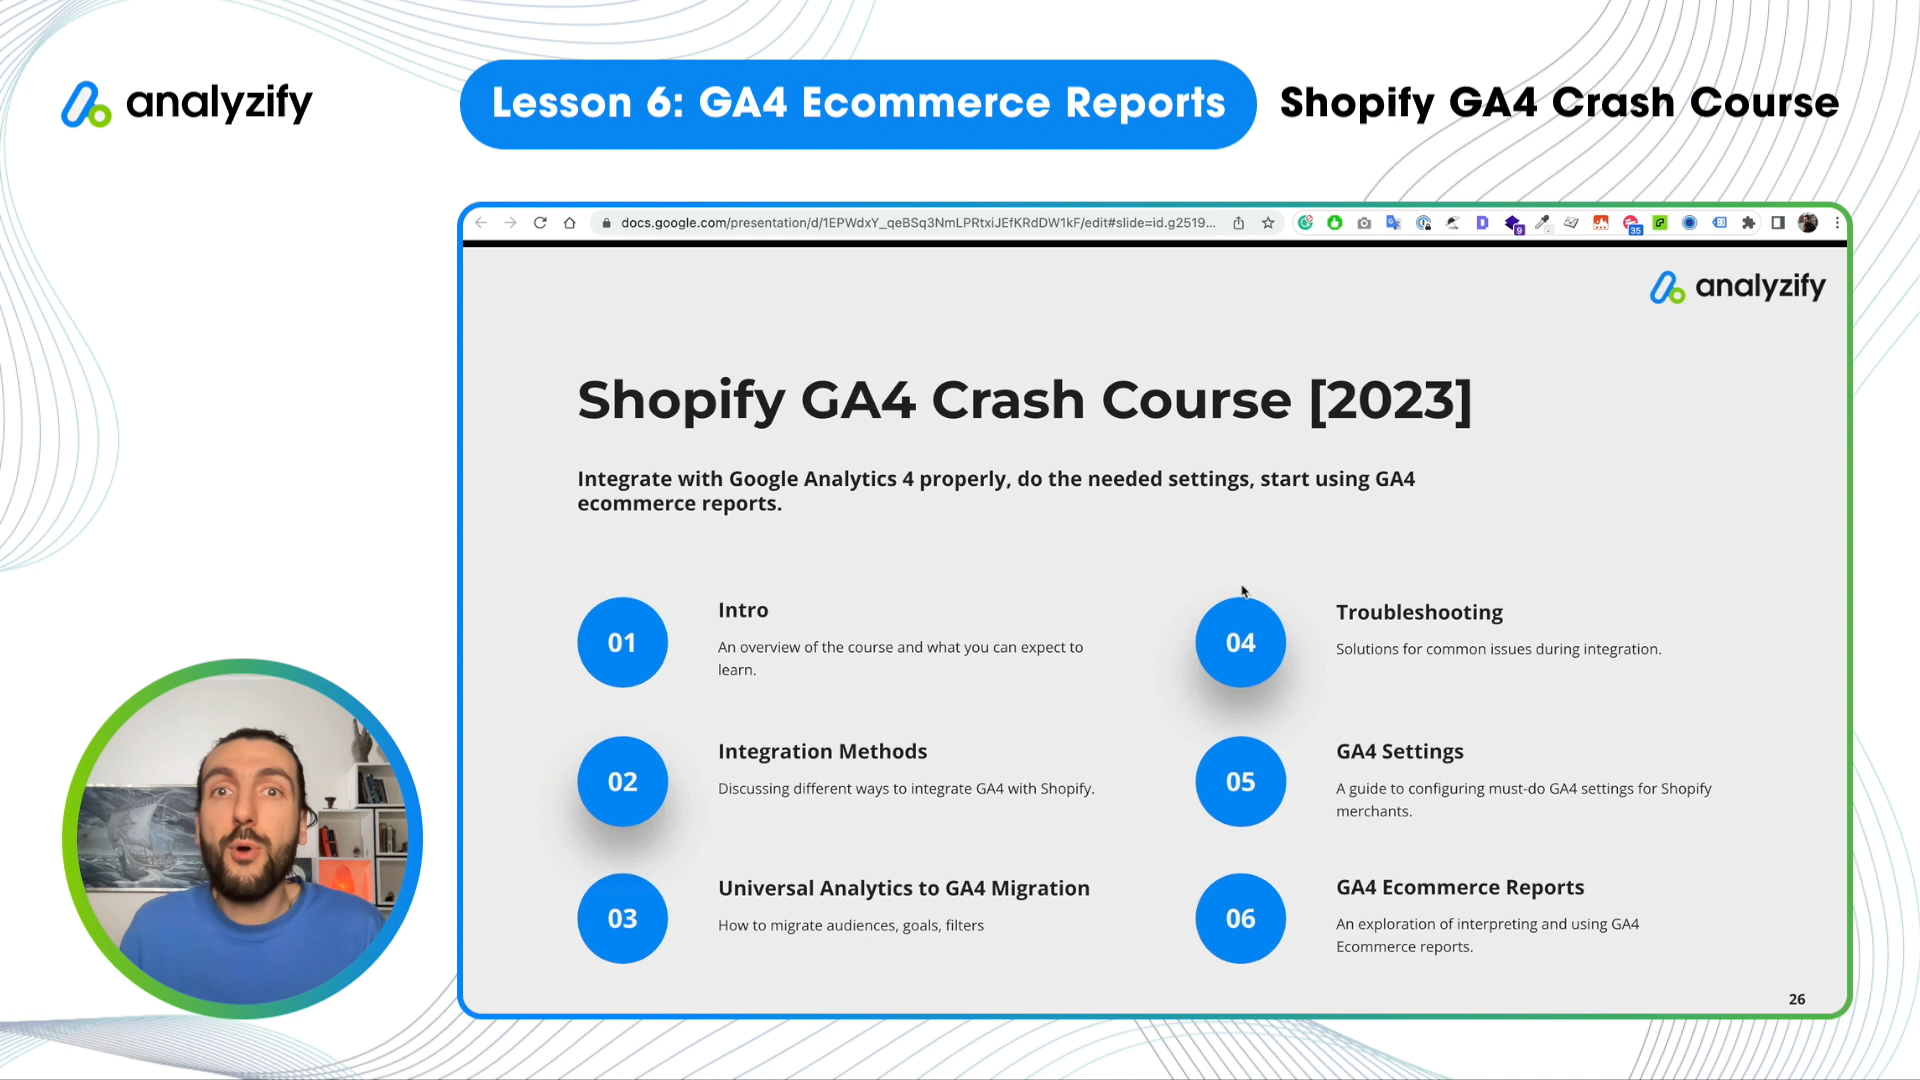 analyzify
Lesson 6: GA4 Ecommerce Reports
Shopify GA4 Crash Course
docs.google.com/presentation/d/1EPWdxY_qeBSq3NmLPRtxiJEfKRdDW1kF/edit#slide=id.g2519...
9
35
analyzify
Shopify GA4 Crash Course [2023]
Integrate with Google Analytics 4 properly, do the needed settings, start using GA4
ecommerce reports.
01
Intro
An overview of the course and what you can expect to
learn.
02
Integration Methods
Discussing different ways to integrate GA4 with Shopify.
03
Universal Analytics to GA4 Migration
How to migrate audiences, goals, filters
04
Troubleshooting
Solutions for common issues during integration.
05
GA4 Settings
A guide to configuring must-do GA4 settings for Shopify
merchants.
06
GA4 Ecommerce Reports
An exploration of interpreting and using GA4
Ecommerce reports.
26